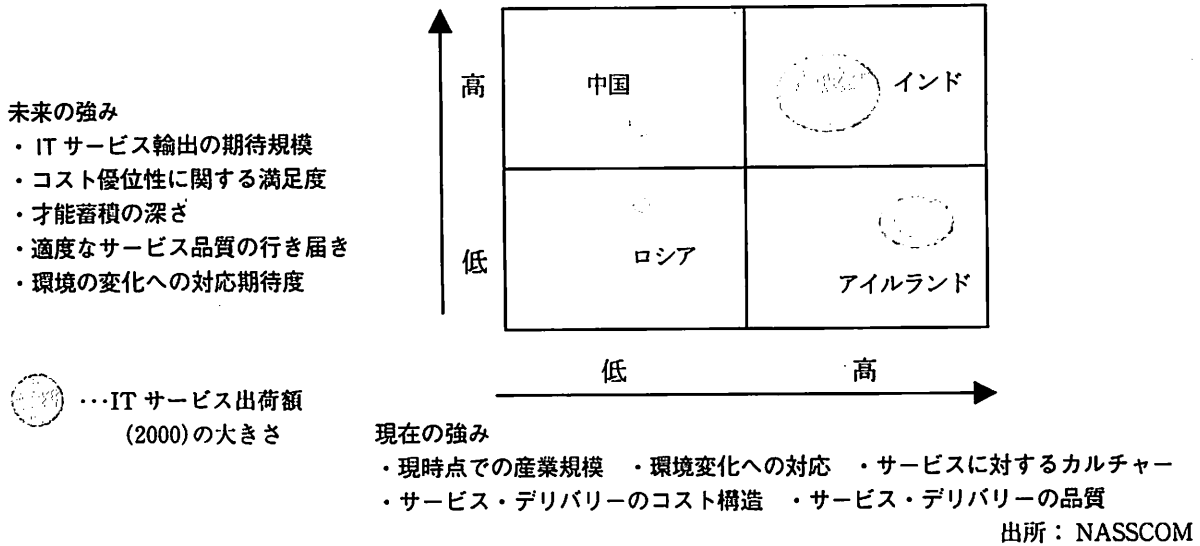 高
中国
インド
未来の強み
・ITサービス輸出の期待規模
・コスト優位性に関する満足度
・才能蓄積の深さ
・適度なサービス品質の行き届き
・環境の変化への対応期待度
低
ロシア
アイルランド
低 高
…ITサービス出荷額
(2000)の大きさ
現在の強み
・現時点での産業規模 ・環境変化への対応 ・サービスに対するカルチャー
・サービス・デリバリーのコスト構造 ・サービス・デリバリーの品質
出所：NASSCOM